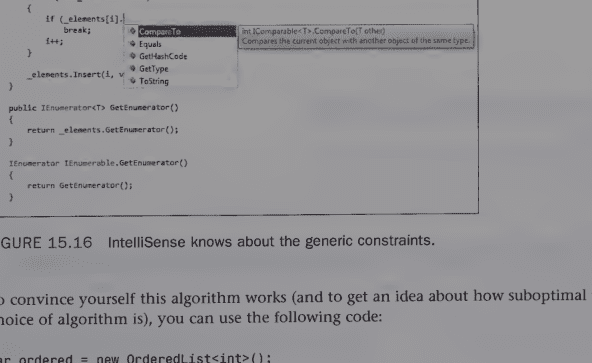 {
if (_elements[i].
break;
i++;
}
CompareTo
Equals
GetHashCode
GetType
ToString
int IComparable<T>.CompareTo(T other)
Compares the current object with another object of the same type.
_elements.Insert(i, v
}
public IEnumerator<T> GetEnumerator()
{
return _elements.GetEnumerator();
}
IEnumerator IEnumerable.GetEnumerator()
{
return GetEnumerator();
}
GURE 15.16 IntelliSense knows about the generic constraints.
o convince yourself this algorithm works (and to get an idea about how suboptimal
hoice of algorithm is), you can use the following code:
ar ordered = new OrderedList<int>();